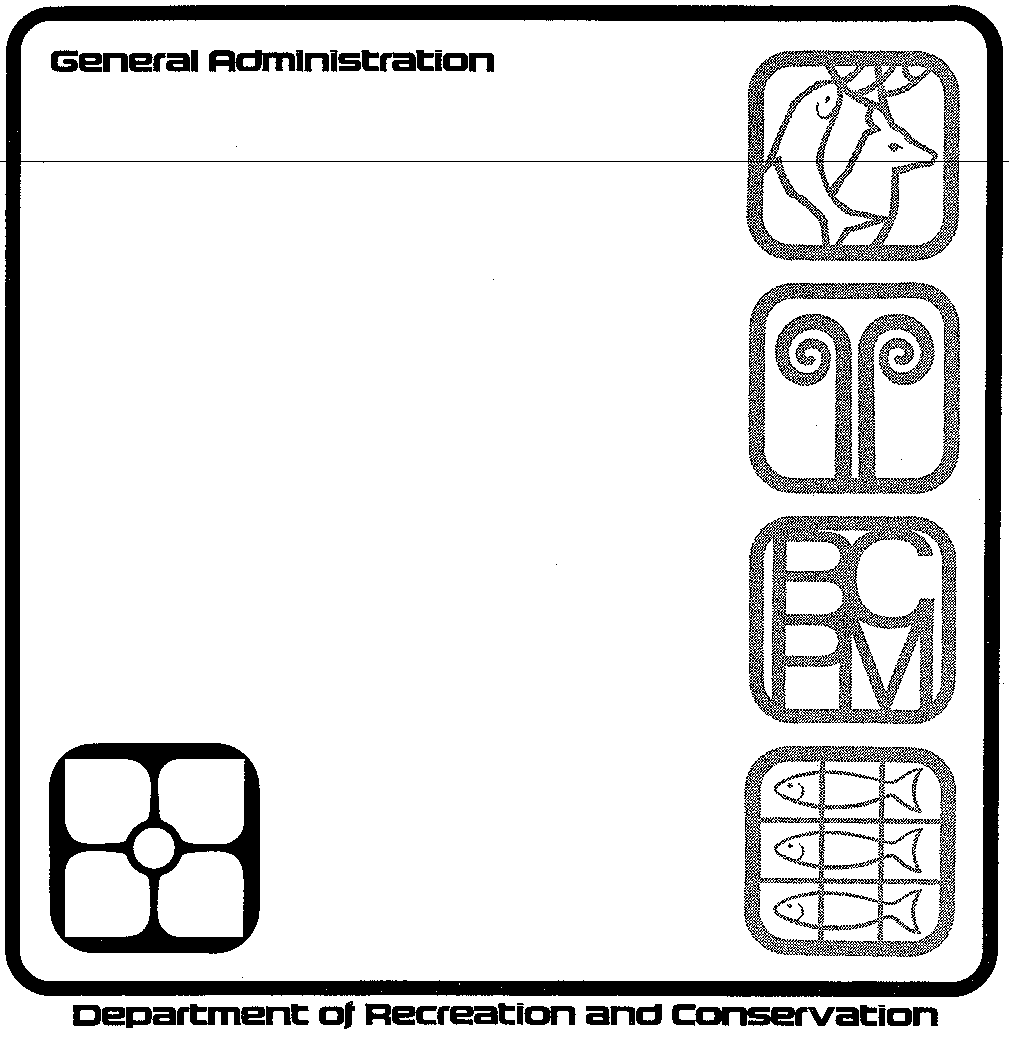 General Administration
BC
PM
Department of Recreation and Conservation